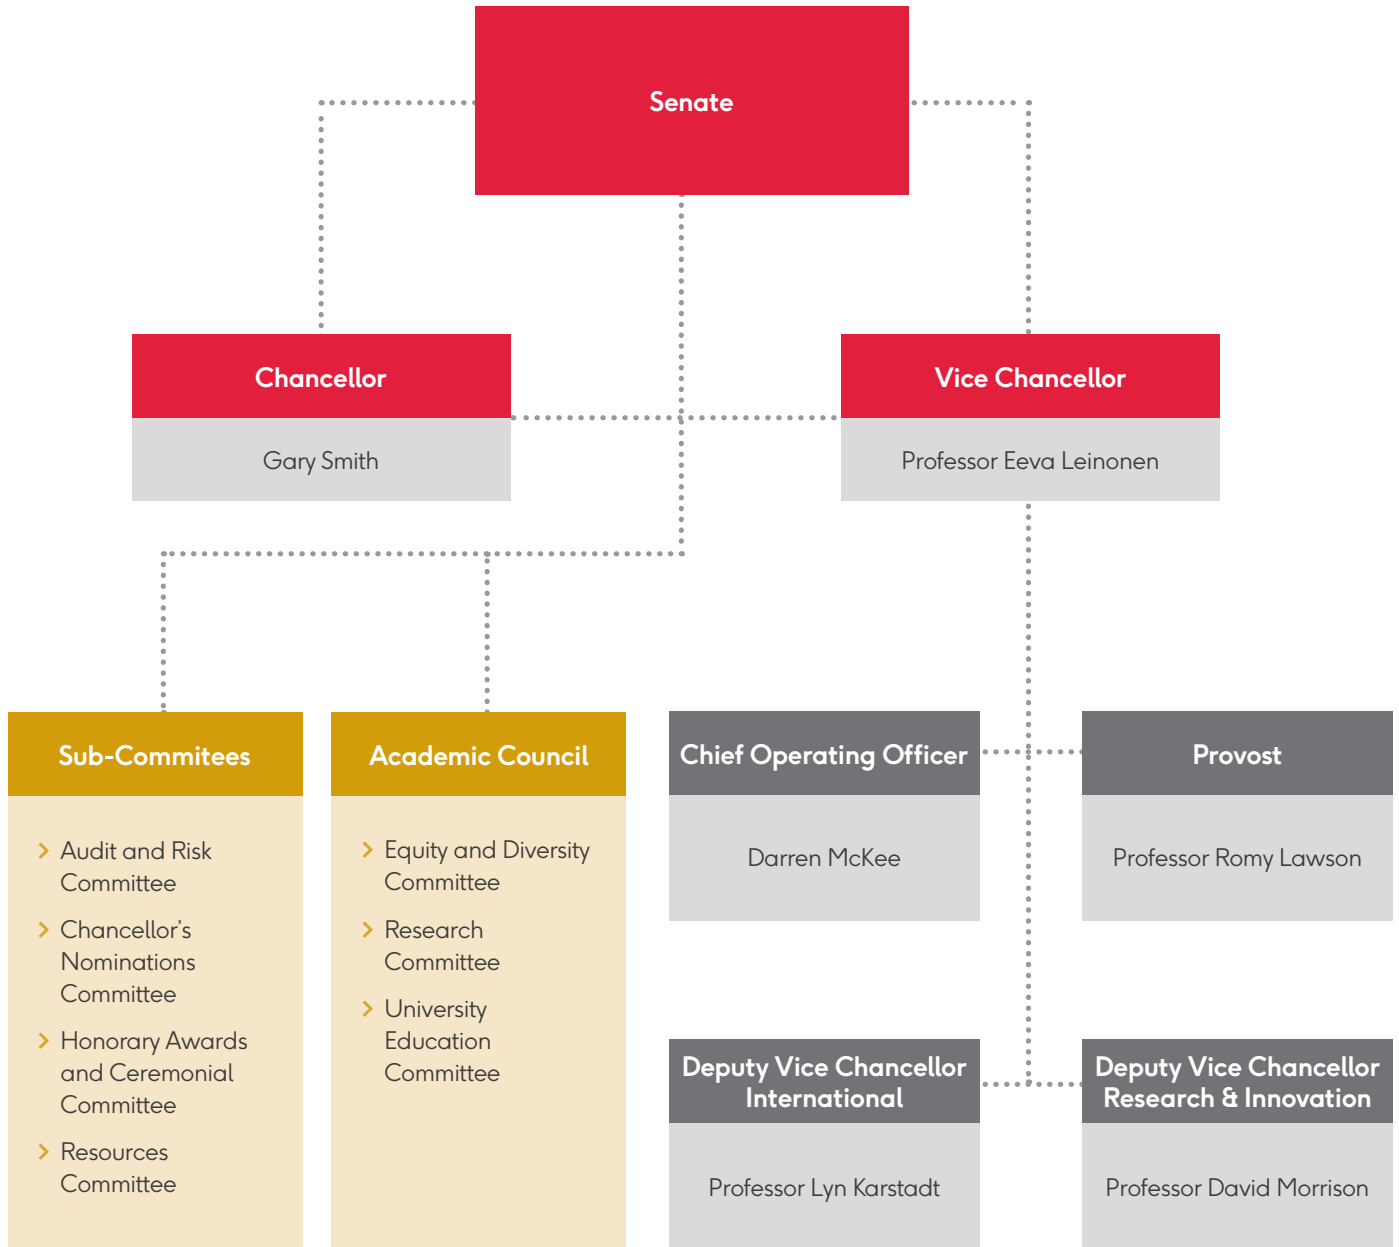 Senate
Chancellor
Gary Smith
Vice Chancellor
Professor Eeva Leinonen
Sub-Commitees
Audit and Risk
Committee
Chancellor's
Nominations
Committee
Honorary Awards
and Ceremonial
Committee
Resources
Committee
Academic Council
Equity and Diversity
Committee
Research
Committee
University
Education
Committee
Chief Operating Officer
Darren McKee
Provost
Professor Romy Lawson
Deputy Vice Chancellor
International
Professor Lyn Karstadt
Deputy Vice Chancellor
Research & Innovation
Professor David Morrison